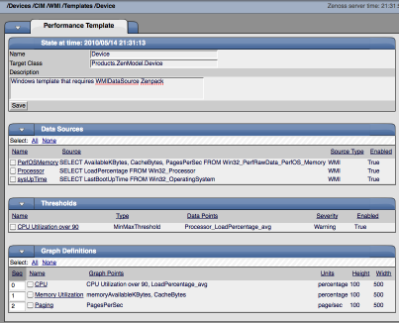 /Devices /CIM /WMI /Templates /Device
Zenoss server time: 21:31:5
Performance Template
State at time: 2010/05/14 21:31:13
Name Device
Target Class Products.ZenModel.Device
Description
Windows template that requires WMIDataSource Zenpack
Save
Data Sources
Select: All None
Name Source Source Type Enabled
PerfOSMemory SELECT AvailableKBytes, CacheBytes, PagesPerSec FROM Win32_PerfRawData_PerfOS_Memory WMI True
Processor SELECT LoadPercentage FROM Win32_Processor WMI True
sysUpTime SELECT LastBootUpTime FROM Win32_OperatingSystem WMI True
Thresholds
Name Type Data Points Severity Enabled
CPU Utilization over 90 MinMaxThreshold Processor_LoadPercentage_avg Warning True
Graph Definitions
Select: All None
Seq Name Graph Points Units Height Width
0 CPU CPU Utilization over 90, LoadPercentage_avg percentage 100 500
1 Memory Utilization memoryAvailableKBytes, CacheBytes percentage 100 500
2 Paging PagesPerSec pagesec 100 500